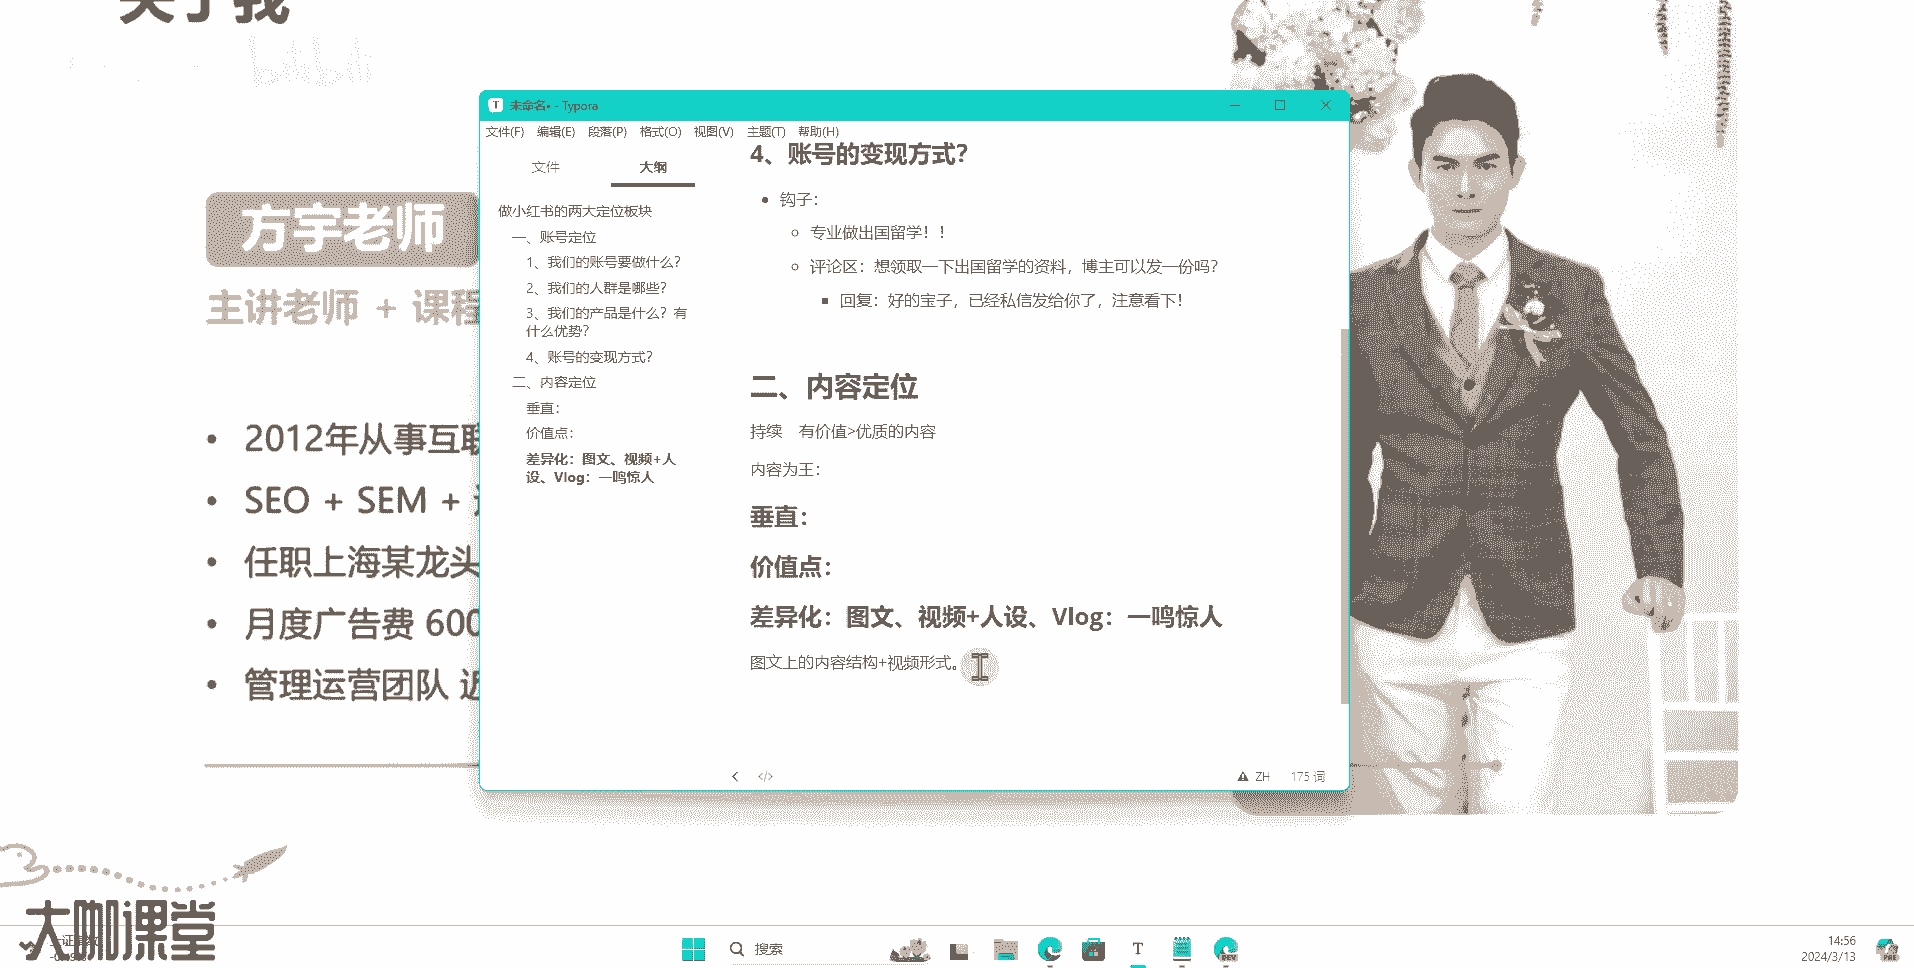 关于我
bilibili
方宇老师
主讲老师 + 课程
• 2012年从事互联
• SEO + SEM +
• 任职上海某龙头
• 月度广告费 600
• 管理运营团队 近
未命名• - Typora
文件(F) 编辑(E) 段落(P) 格式(O) 视图(V) 主题(T) 帮助(H)
文件 大纲
做小红书的两大定位板块
一、账号定位
1、我们的账号要做什么？
2、我们的人群是哪些？
3、我们的产品是什么？有
什么优势？
4、账号的变现方式？
二、内容定位
垂直：
价值点：
差异化：图文、视频+人
设、Vlog：一鸣惊人
4、账号的变现方式？
• 钩子：
专业做出国留学！！
评论区：想领取一下出国留学的资料，博主可以发一份吗？
回复：好的宝子，已经私信发给你了，注意看下！
二、内容定位
持续 有价值>优质的内容
内容为王：
垂直：
价值点：
差异化：图文、视频+人设、Vlog：一鸣惊人
图文上的内容结构+视频形式。
ZH 175 词
大咖课堂
搜索
DEV
14:56
2024/3/13
PRE